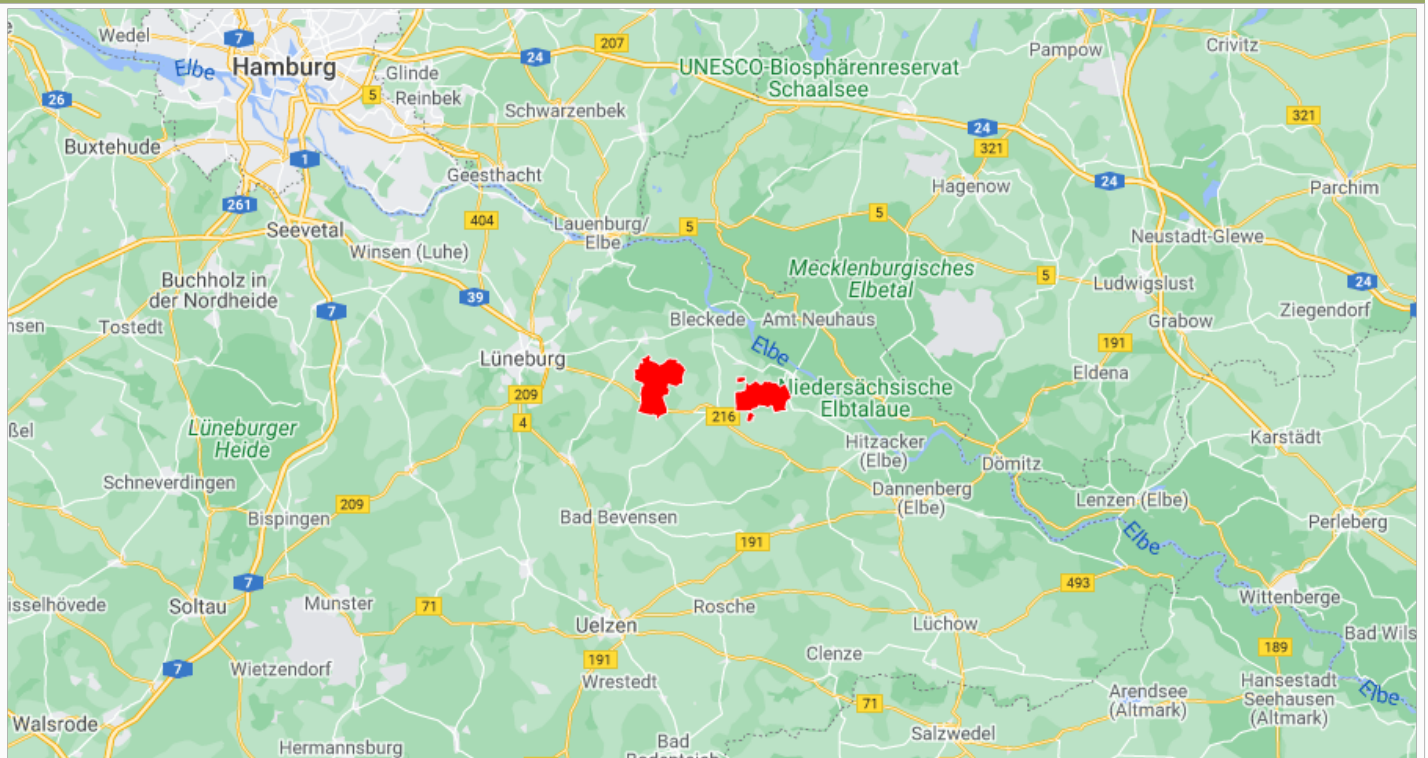 Wedel
7
207
Elbe
Hamburg
24
Pampow
Crivitz
Glinde
UNESCO-Biosphärenreservat
Schaalsee
26
5
Reinbek
Schwarzenbek
321
Buxtehude
24
1
321
Geesthacht
Hagenow
24
Parchim
261
404
5
Lauenburg/
Elbe
5
Seevetal
Neustadt-Glewe
Winsen (Luhe)
Mecklenburgisches
Elbetal
5
24
Buchholz in
der Nordheide
39
Ludwigslust
7
Ziegendorf
nsen
Tostedt
Bleckede
Amt Neuhaus
Grabow
Elbe
191
Lüneburg
Eldena
209
Niedersächsische
Elbtalaue
216
4
ßel
Lüneburger
Heide
Hitzacker
(Elbe)
Karstädt
Dömitz
Schneverdingen
Dannenberg
(Elbe)
Lenzen (Elbe)
209
Bispingen
Bad Bevensen
Perleberg
191
Elbe
7
493
isselhövede
Soltau
Munster
71
Rosche
Wittenberge
Uelzen
Lüchow
Bad Wils
189
7
Wietzendorf
191
Clenze
Wrestedt
Hansestadt
Seehausen
(Altmark)
Arendsee
(Altmark)
Elbe
71
Walsrode
Salzwedel
Hermannsburg
Bad